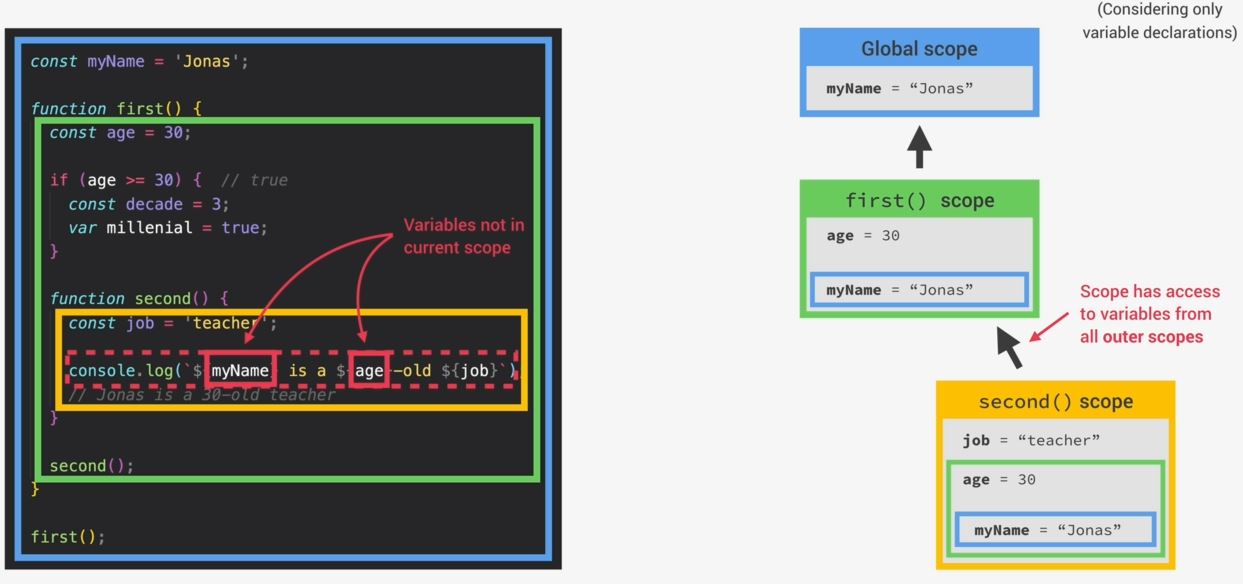 const myName = 'Jonas';
function first() {
const age = 30;
if (age >= 30) { // true
const decade = 3;
var millenial = true;
}
function second() {
const job = 'teacher';
console.log(`${myName} is a ${age}-old ${job}`)
// Jonas is a 30-old teacher
}
second();
}
first();
Variables not in
current scope
(Considering only
variable declarations)
Global scope
myName = “Jonas”
first() scope
age = 30
myName = “Jonas”
Scope has access
to variables from
all outer scopes
second() scope
job = “teacher”
age = 30
myName = “Jonas”